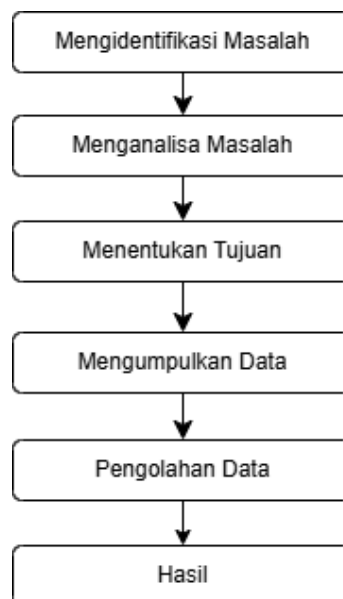 Mengidentifikasi Masalah
Menganalisa Masalah
Menentukan Tujuan
Mengumpulkan Data
Pengolahan Data
Hasil